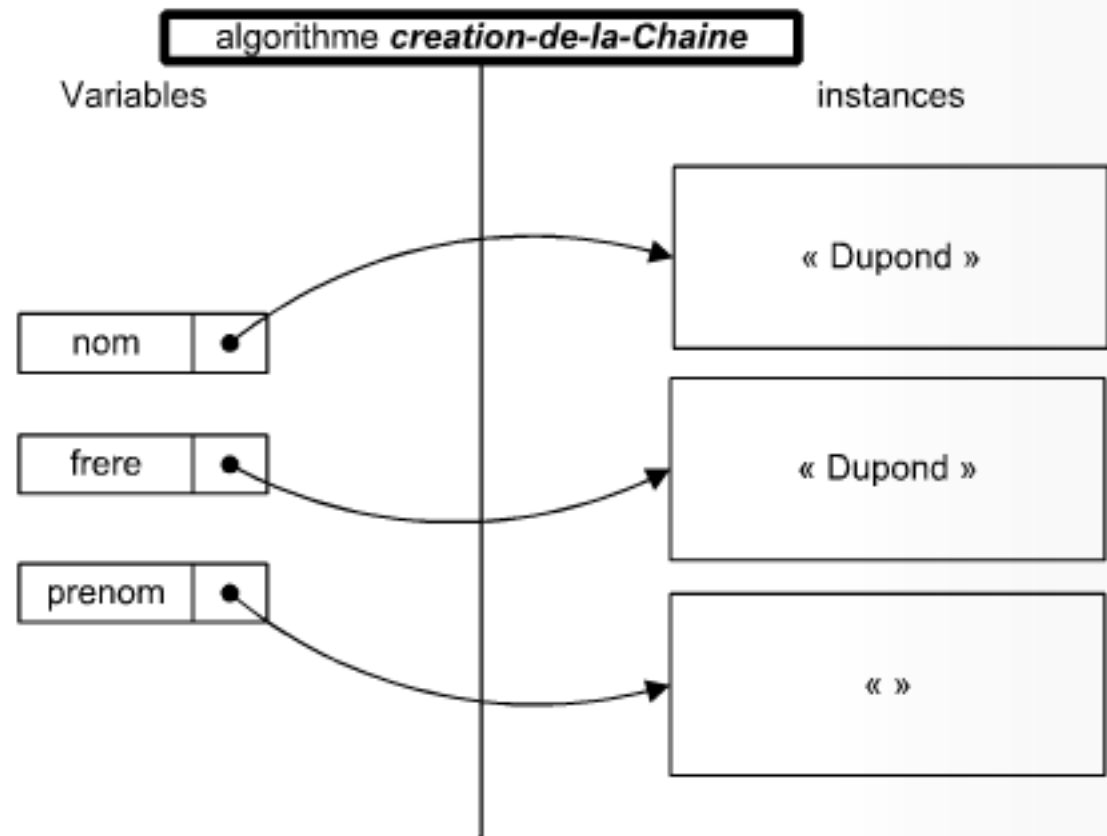 algorithme creation-de-la-Chaine
Variables
instances
« Dupond »
nom
frere
« Dupond »
prenom
« »